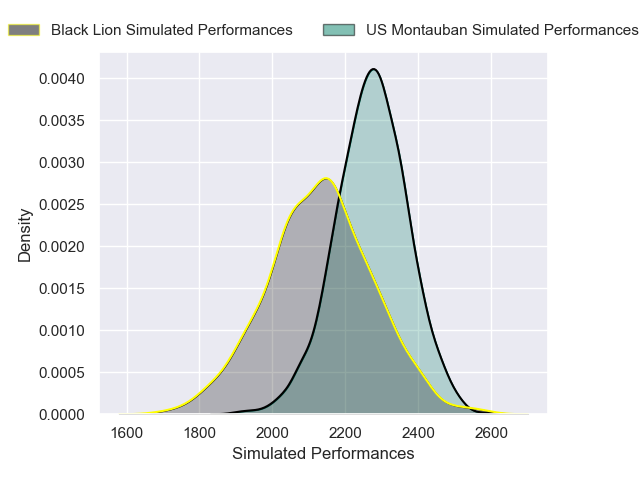 Black Lion Simulated Performances
US Montauban Simulated Performances
0.0040
0.0035
0.0030
0.0025
0.0020
0.0015
0.0010
0.0005
0.0000
Density
1600 1800 2000 2200 2400 2600
Simulated Performances